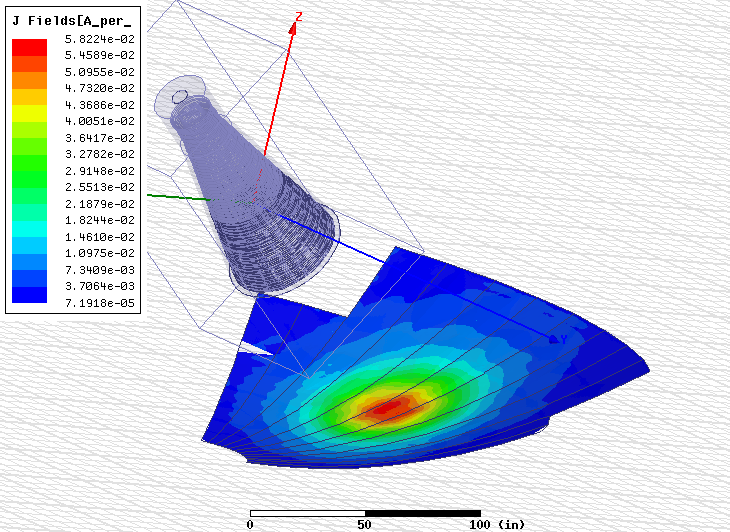 J Fields[A_per_
5.8224e-02
5.4589e-02
5.0955e-02
4.7320e-02
4.3686e-02
4.0051e-02
3.6417e-02
3.2782e-02
2.9148e-02
2.5513e-02
2.1879e-02
1.8244e-02
1.4610e-02
1.0975e-02
7.3409e-03
3.7064e-03
7.1918e-05
Z
Y
0 50 100 (in)